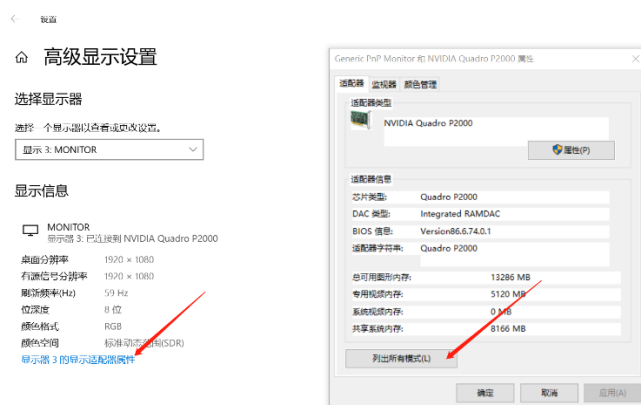 设置
高级显示设置
选择显示器
选择一个显示器以查看或更改设置。
显示 3: MONITOR
显示信息
MONITOR
显示器 3: 已连接到 NVIDIA Quadro P2000
桌面分辨率 1920 × 1080
有源信号分辨率 1920 × 1080
刷新频率(Hz) 59 Hz
位深度 8 位
颜色格式 RGB
颜色空间 标准动态范围(SDR)
显示器 3 的显示适配器属性
Generic PnP Monitor 和 NVIDIA Quadro P2000 属性
适配器 监视器 颜色管理
适配器类型
NVIDIA Quadro P2000
属性(P)
适配器信息
芯片类型: Quadro P2000
DAC 类型: Integrated RAMDAC
BIOS 信息: Version86.6.74.0.1
适配器字符串: Quadro P2000
总可用图形内存: 13286 MB
专用视频内存: 5120 MB
系统视频内存: 0 MB
共享系统内存: 8166 MB
列出所有模式(L)
确定 取消 应用(A)